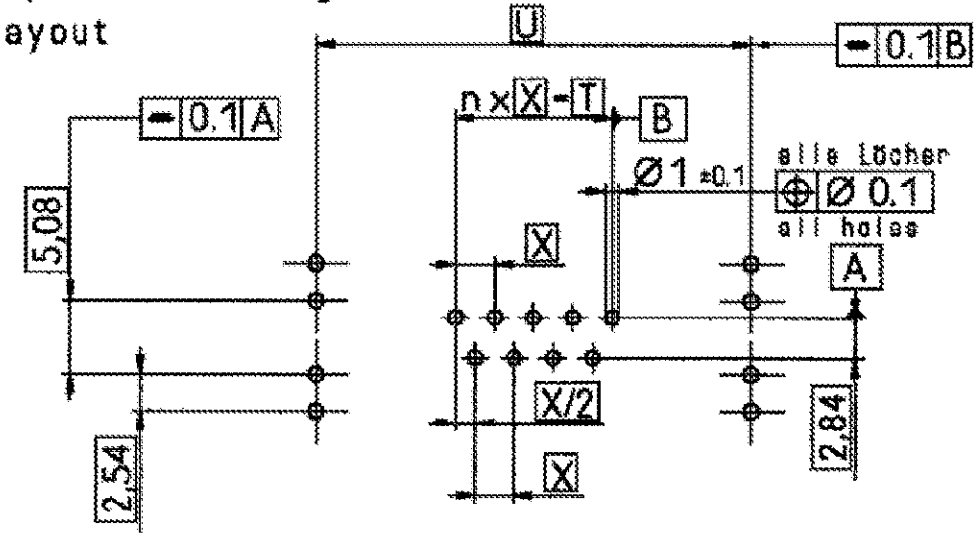 ayout
U
0.1 B
n x X - T
0.1 A
B
alle Löcher
Ø 1 ±0.1
Ø 0.1
all holes
5,08
X
A
X/2
2,84
2,54
X